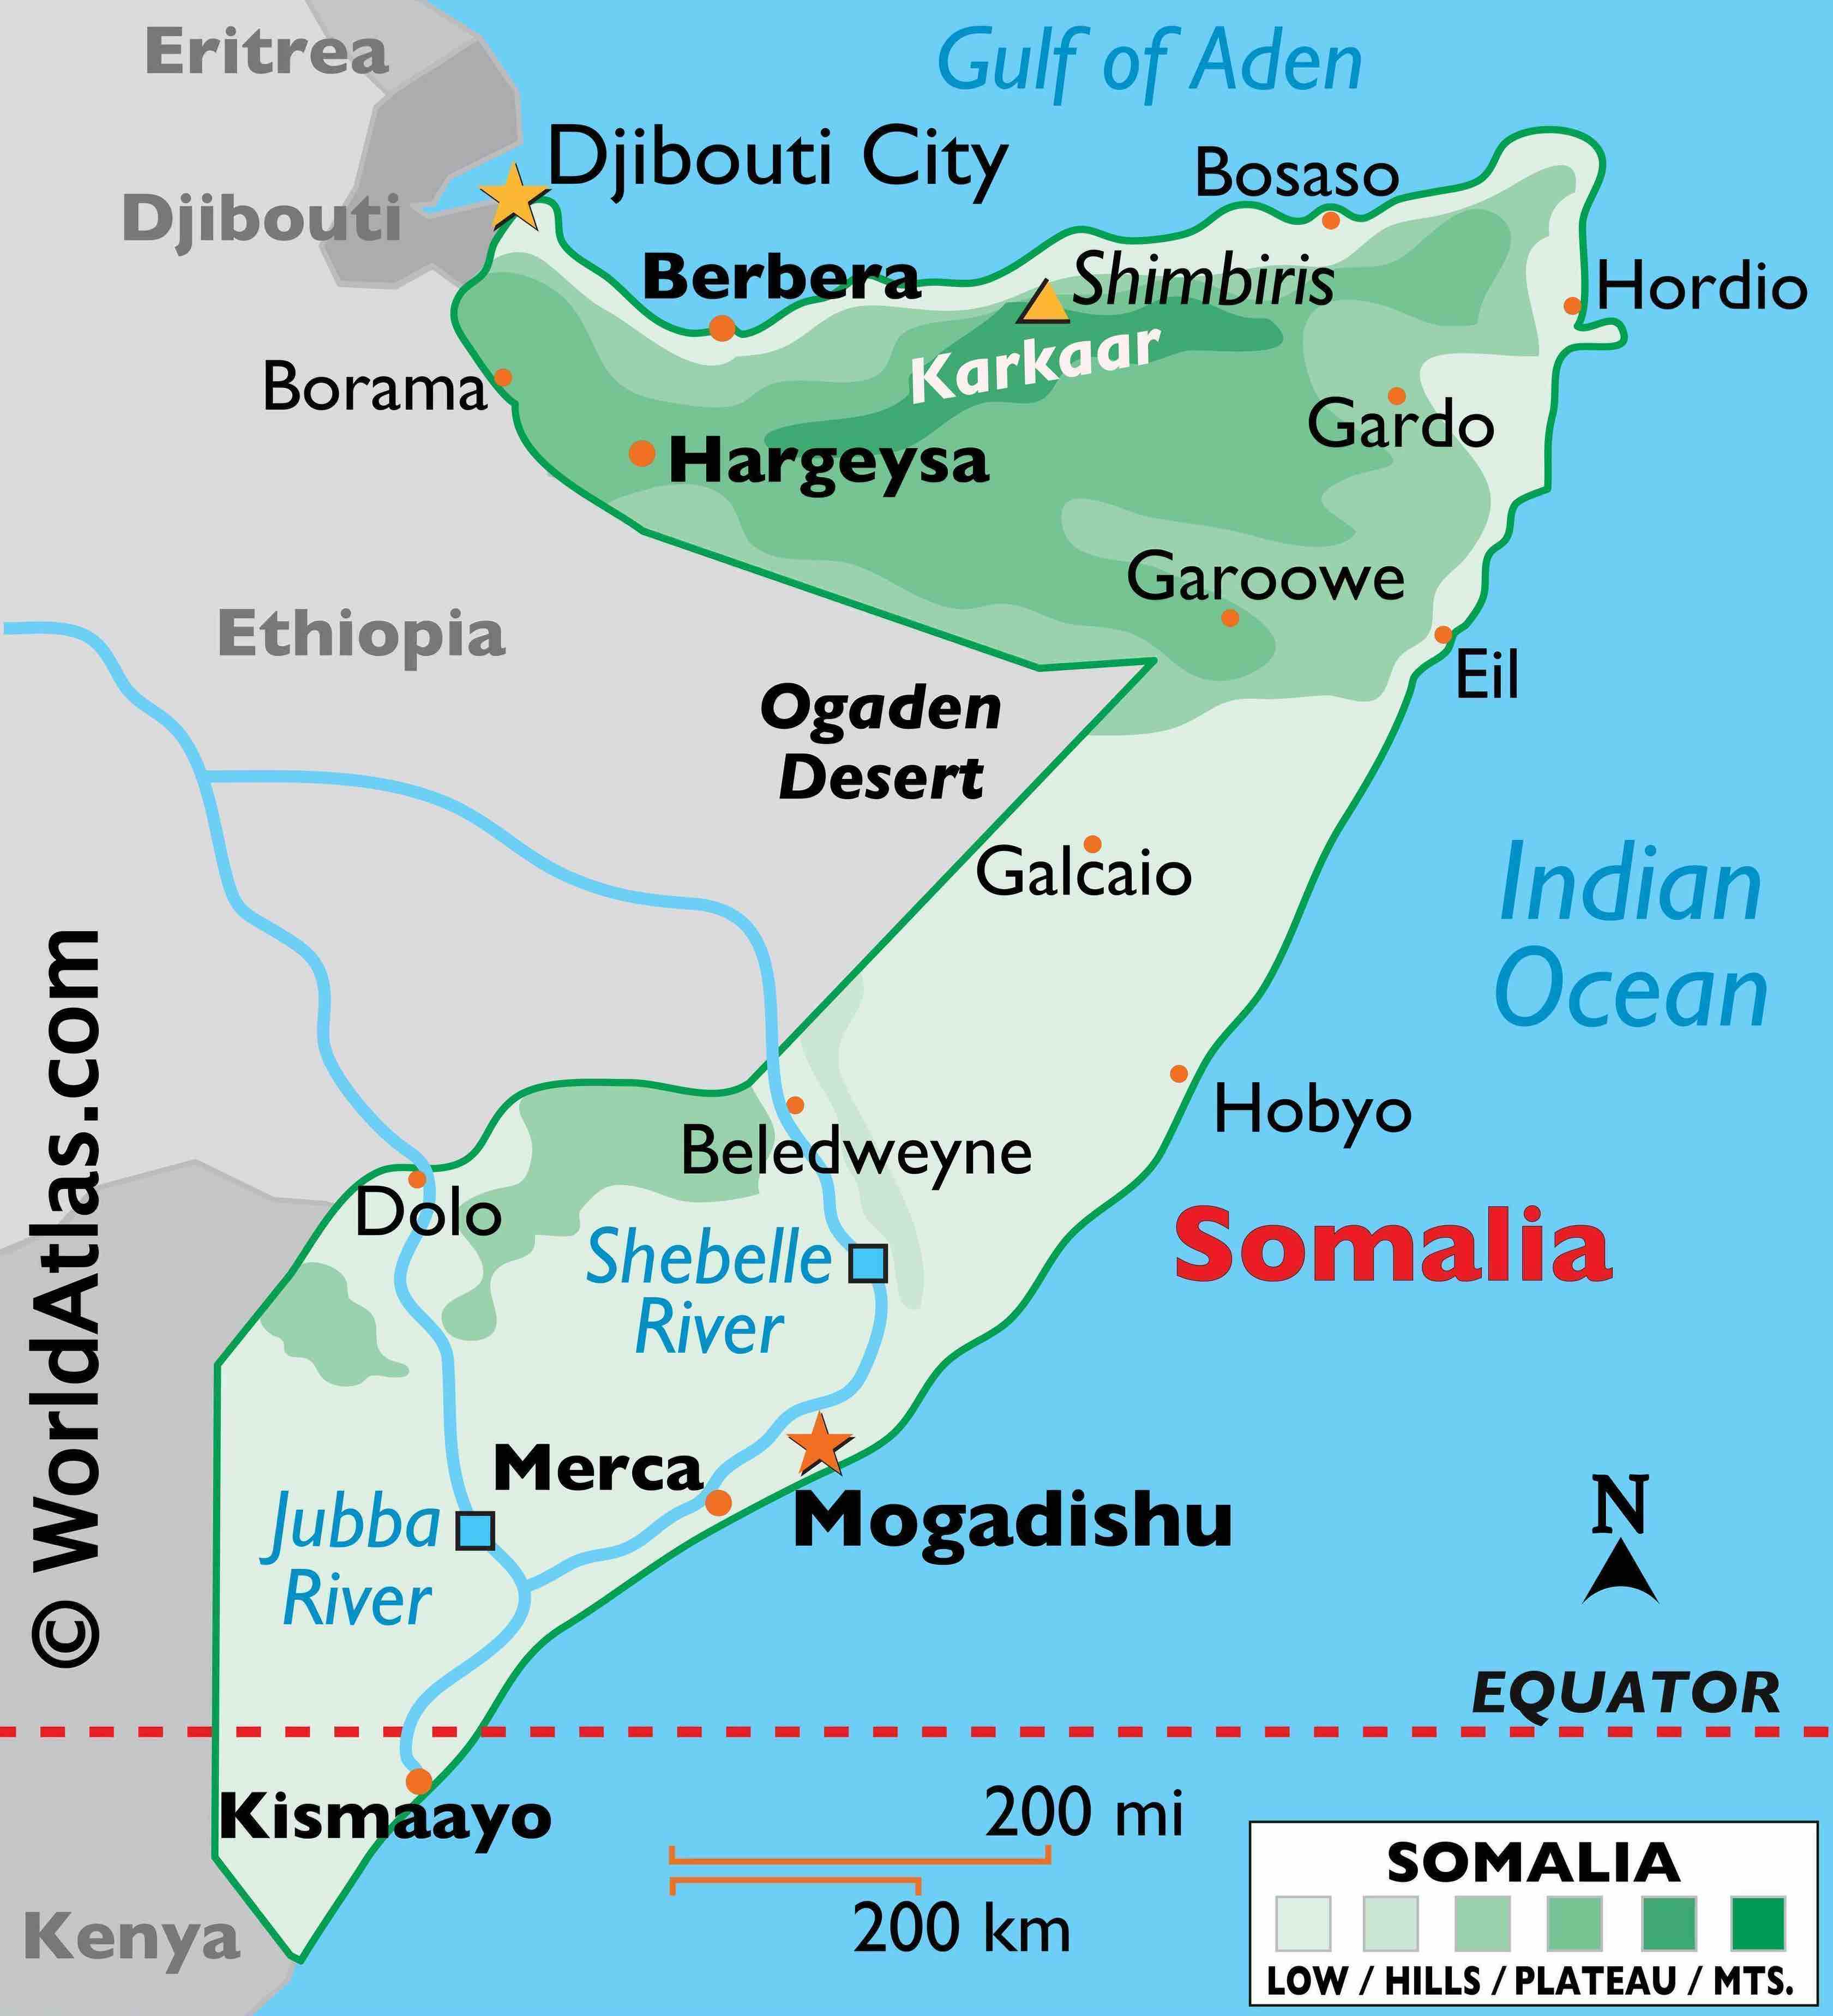 Eritrea
Gulf of Aden
Djibouti City
Bosaso
Djibouti
Berbera
Shimbiris
Hordio
Karkaar
Borama
Gardo
Hargeysa
Garoowe
Ethiopia
Eil
Ogaden
Desert
Galcaio
Indian
Ocean
© WorldAtlas.com
Hobyo
Beledweyne
Dolo
Somalia
Shebelle
River
Merca
Mogadishu
Jubba
River
N
EQUATOR
Kismaayo
200 mi
200 km
Kenya
SOMALIA
LOW / HILLS / PLATEAU / MTS.